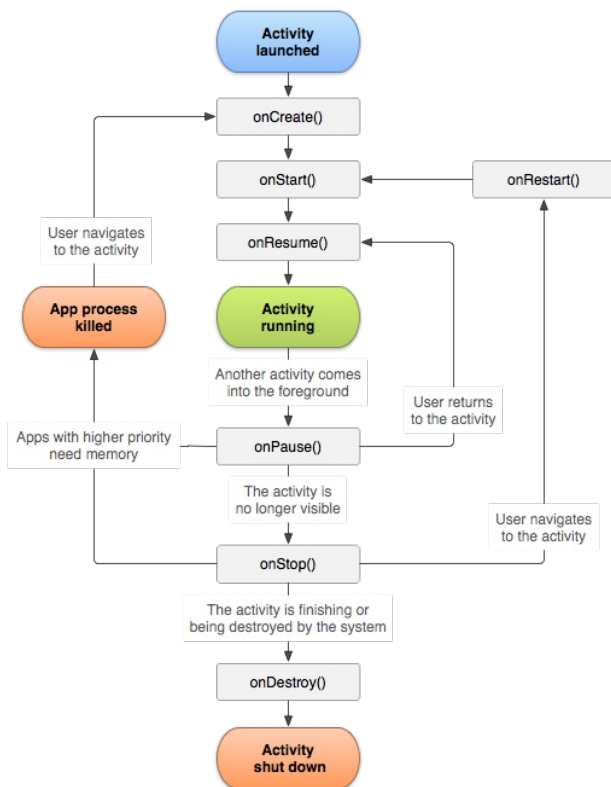 Activity
launched
onCreate()
onStart()
onRestart()
User navigates
to the activity
onResume()
App process
killed
Activity
running
Another activity comes
into the foreground
User returns
to the activity
Apps with higher priority
need memory
onPause()
The activity is
no longer visible
User navigates
to the activity
onStop()
The activity is finishing or
being destroyed by the system
onDestroy()
Activity
shut down